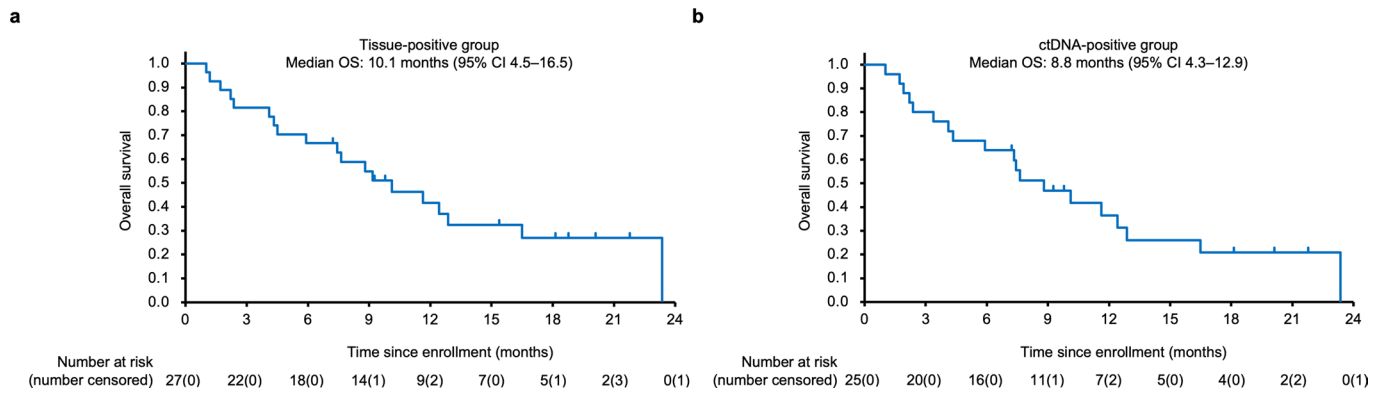 a
Tissue-positive group
Median OS: 10.1 months (95% CI 4.5–16.5)
Overall survival
1.0
0.9
0.8
0.7
0.6
0.5
0.4
0.3
0.2
0.1
0.0
0 3 6 9 12 15 18 21 24
Time since enrollment (months)
Number at risk
(number censored) 27(0) 22(0) 18(0) 14(1) 9(2) 7(0) 5(1) 2(3) 0(1)
b
ctDNA-positive group
Median OS: 8.8 months (95% CI 4.3–12.9)
Overall survival
1.0
0.9
0.8
0.7
0.6
0.5
0.4
0.3
0.2
0.1
0.0
0 3 6 9 12 15 18 21 24
Time since enrollment (months)
Number at risk
(number censored) 25(0) 20(0) 16(0) 11(1) 7(2) 5(0) 4(0) 2(2) 0(1)